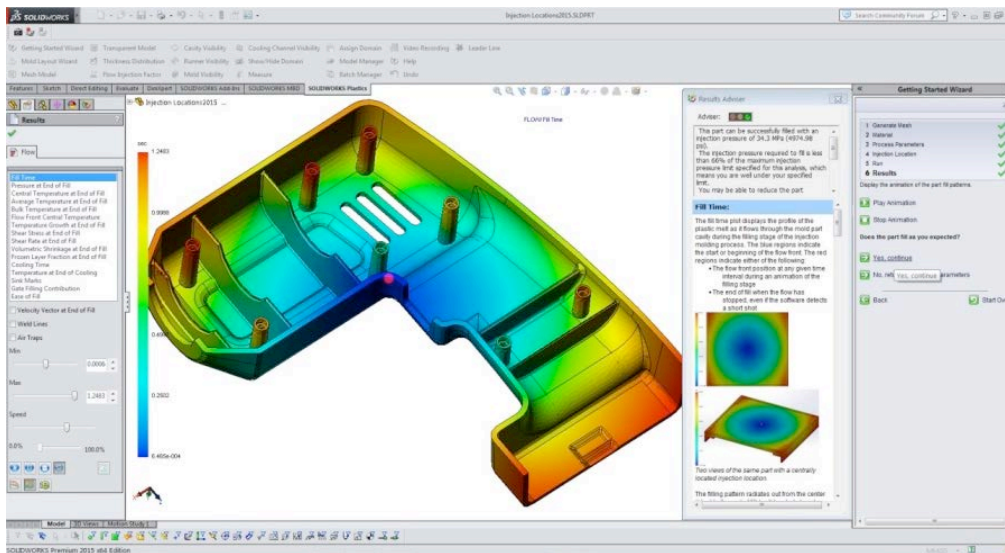 SOLIDWORKS
Injection Locations2015.SLDPRT
Search Community Forum
Getting Started Wizard
Transparent Model
Cavity Visibility
Cooling Channel Visibility
Assign Domain
Video Recording
Leader Line
Mold Layout Wizard
Thickness Distribution
Runner Visibility
Show/Hide Domain
Model Manager
Help
Mesh Model
Flow Injection Factor
Mold Visibility
Measure
Batch Manager
Undo
Features
Sketch
Direct Editing
Evaluate
DimXpert
SOLIDWORKS Add-Ins
SOLIDWORKS MBD
SOLIDWORKS Plastics
Injection Locations2015 ...
FLOW/Fill Time
Results
?
Flow
Fill Time
Pressure at End of Fill
Central Temperature at End of Fill
Average Temperature at End of Fill
Bulk Temperature at End of Fill
Flow Front Central Temperature
Temperature Growth at End of Fill
Shear Stress at End of Fill
Shear Rate at End of Fill
Volumetric Shrinkage at End of Fill
Frozen Layer Fraction at End of Fill
Cooling Time
Temperature at End of Cooling
Sink Marks
Gate Filling Contribution
Ease of Fill
Velocity Vector at End of Fill
Weld Lines
Air Traps
Min
0.0006
Max
1.2483
Speed
0.0%
100.0%
sec
1.2483
Results Adviser
Adviser:
The part can be successfully filled with an
injection pressure of 34.3 MPa (4974.98
psi).
The injection pressure required to fill is less
than 66% of the maximum injection
pressure limit specified for this analysis, which
means you are well under your specified
limit.
You may be able to reduce the part
Fill Time:
The fill time plot displays the profile of the
plastic melt as it flows through the mold part
cavity during the filling stage of the injection
molding process. The blue regions indicate
the start or beginning of the flow front. The red
regions indicate either of the following:
•The flow front position at any given time
interval during an animation of the
filling stage
•The end of fill when the flow has
stopped, even if the software detects
a short shot
Two views of the same part with a centrally
located injection location.
The filling pattern radiates out from the center
Getting Started Wizard
1 Generate Mesh
2 Material
3 Process Parameters
4 Injection Location
5 Run
6 Results
Display the animation of the part fill patterns.
Play Animation
Stop Animation
Does the part fill as you expected?
Yes, continue
No, ret
Yes, continue
Back
Start Ov
Model
3D Views
Motion Study 1
SOLIDWORKS Premium 2015 x64 Edition